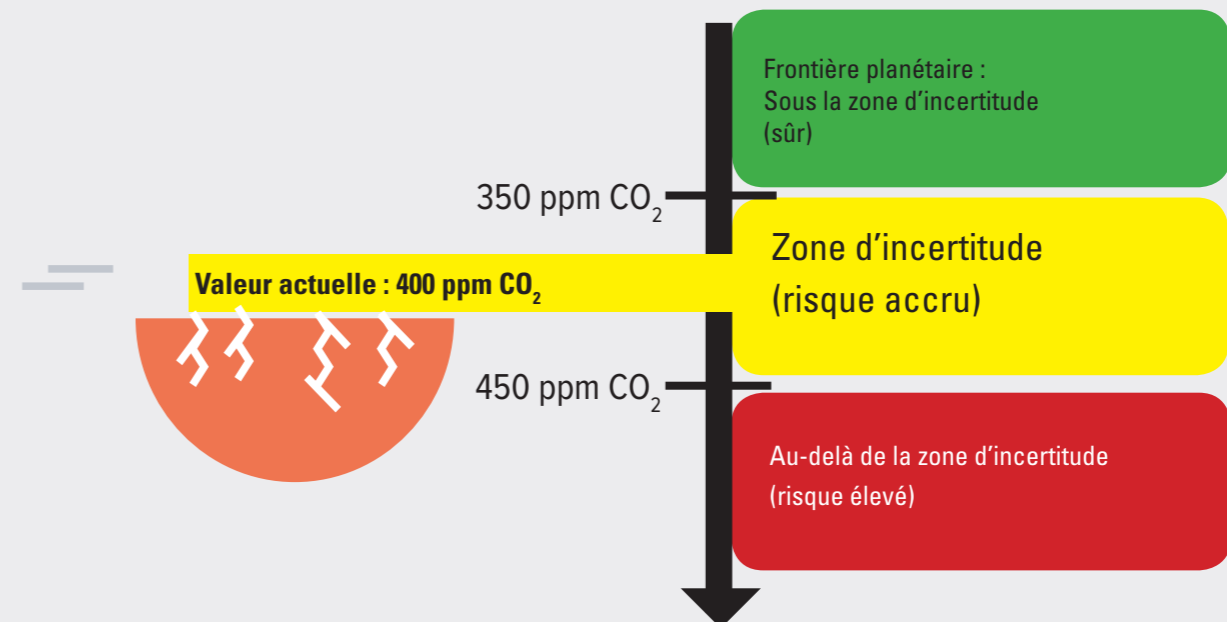 Frontière planétaire :
Sous la zone d’incertitude
(sûr)
350 ppm CO₂
Zone d’incertitude
(risque accru)
Valeur actuelle : 400 ppm CO₂
450 ppm CO₂
Au-delà de la zone d’incertitude
(risque élevé)